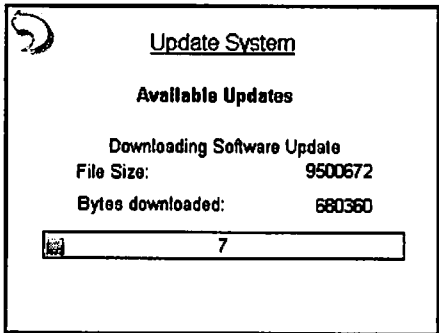 Update System
Available Updates
Downloading Software Update
File Size: 9500672
Bytes downloaded: 680360
7